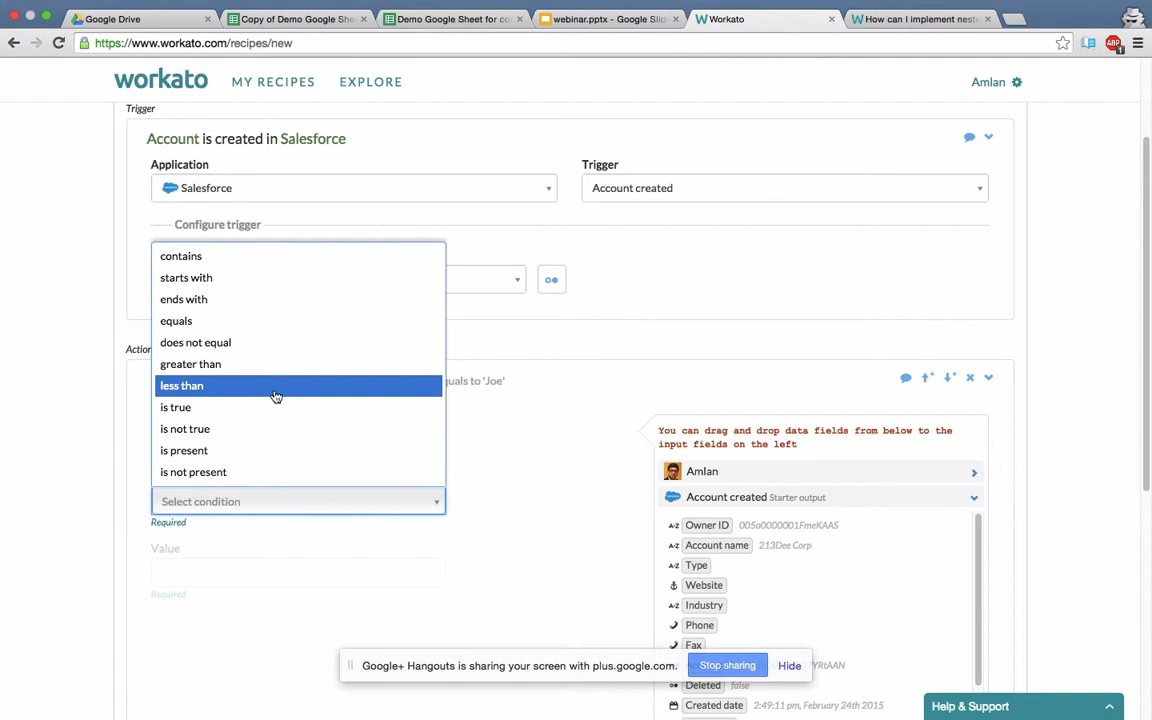 Google Drive
Copy of Demo Google She
Demo Google Sheet for co
webinar.pptx - Google Slid
Workato
How can I implement nest
https://www.workato.com/recipes/new
ABP
1
workato
MY RECIPES
EXPLORE
Amlan
Trigger
Account is created in Salesforce
Application
Trigger
Salesforce
Account created
Configure trigger
contains
starts with
ends with
equals
does not equal
greater than
less than
is true
is not true
is present
is not present
Select condition
Required
Value
Required
Actio
quals to 'Joe'
You can drag and drop data fields from below to the
input fields on the left
Amlan
Account created Starter output
A-Z Owner ID 005o0000001FmeKAAS
A-Z Account name 213Dee Corp
A-Z Type
Website
A-Z Industry
Phone
Fax
YRtAAN
Deleted false
Created date 2:49:11 pm, February 24th 2015
Google+ Hangouts is sharing your screen with plus.google.com.
Stop sharing
Hide
Help & Support